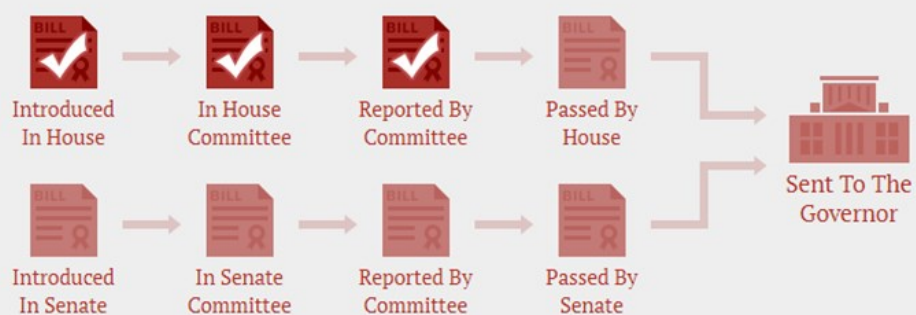 BILL
BILL
BILL
BILL
Introduced
In House
In House
Committee
Reported By
Committee
Passed By
House
Sent To The
Governor
BILL
BILL
BILL
BILL
Introduced
In Senate
In Senate
Committee
Reported By
Committee
Passed By
Senate